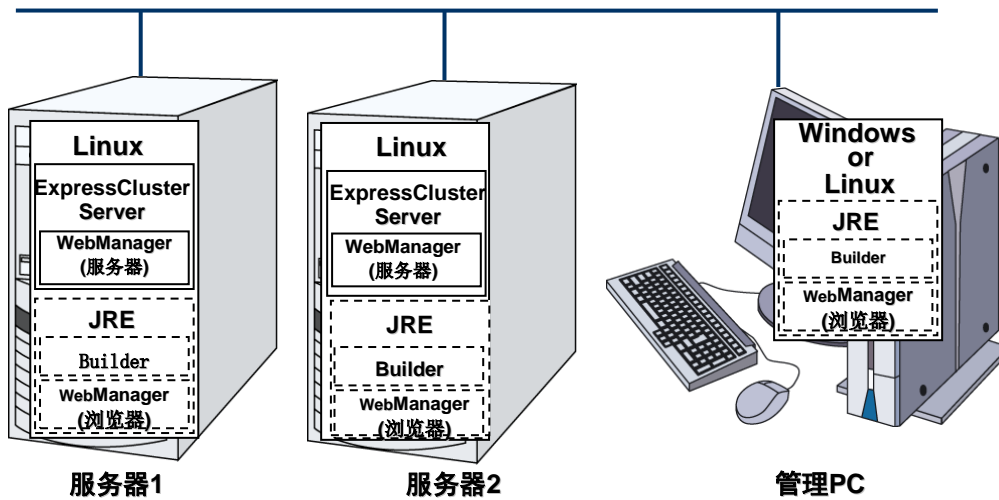 Linux
ExpressCluster
Server
WebManager
(服务器)
JRE
Builder
WebManager
(浏览器)
服务器1
Linux
ExpressCluster
Server
WebManager
(服务器)
JRE
Builder
WebManager
(浏览器)
服务器2
Windows
or
Linux
JRE
Builder
WebManager
(浏览器)
管理PC